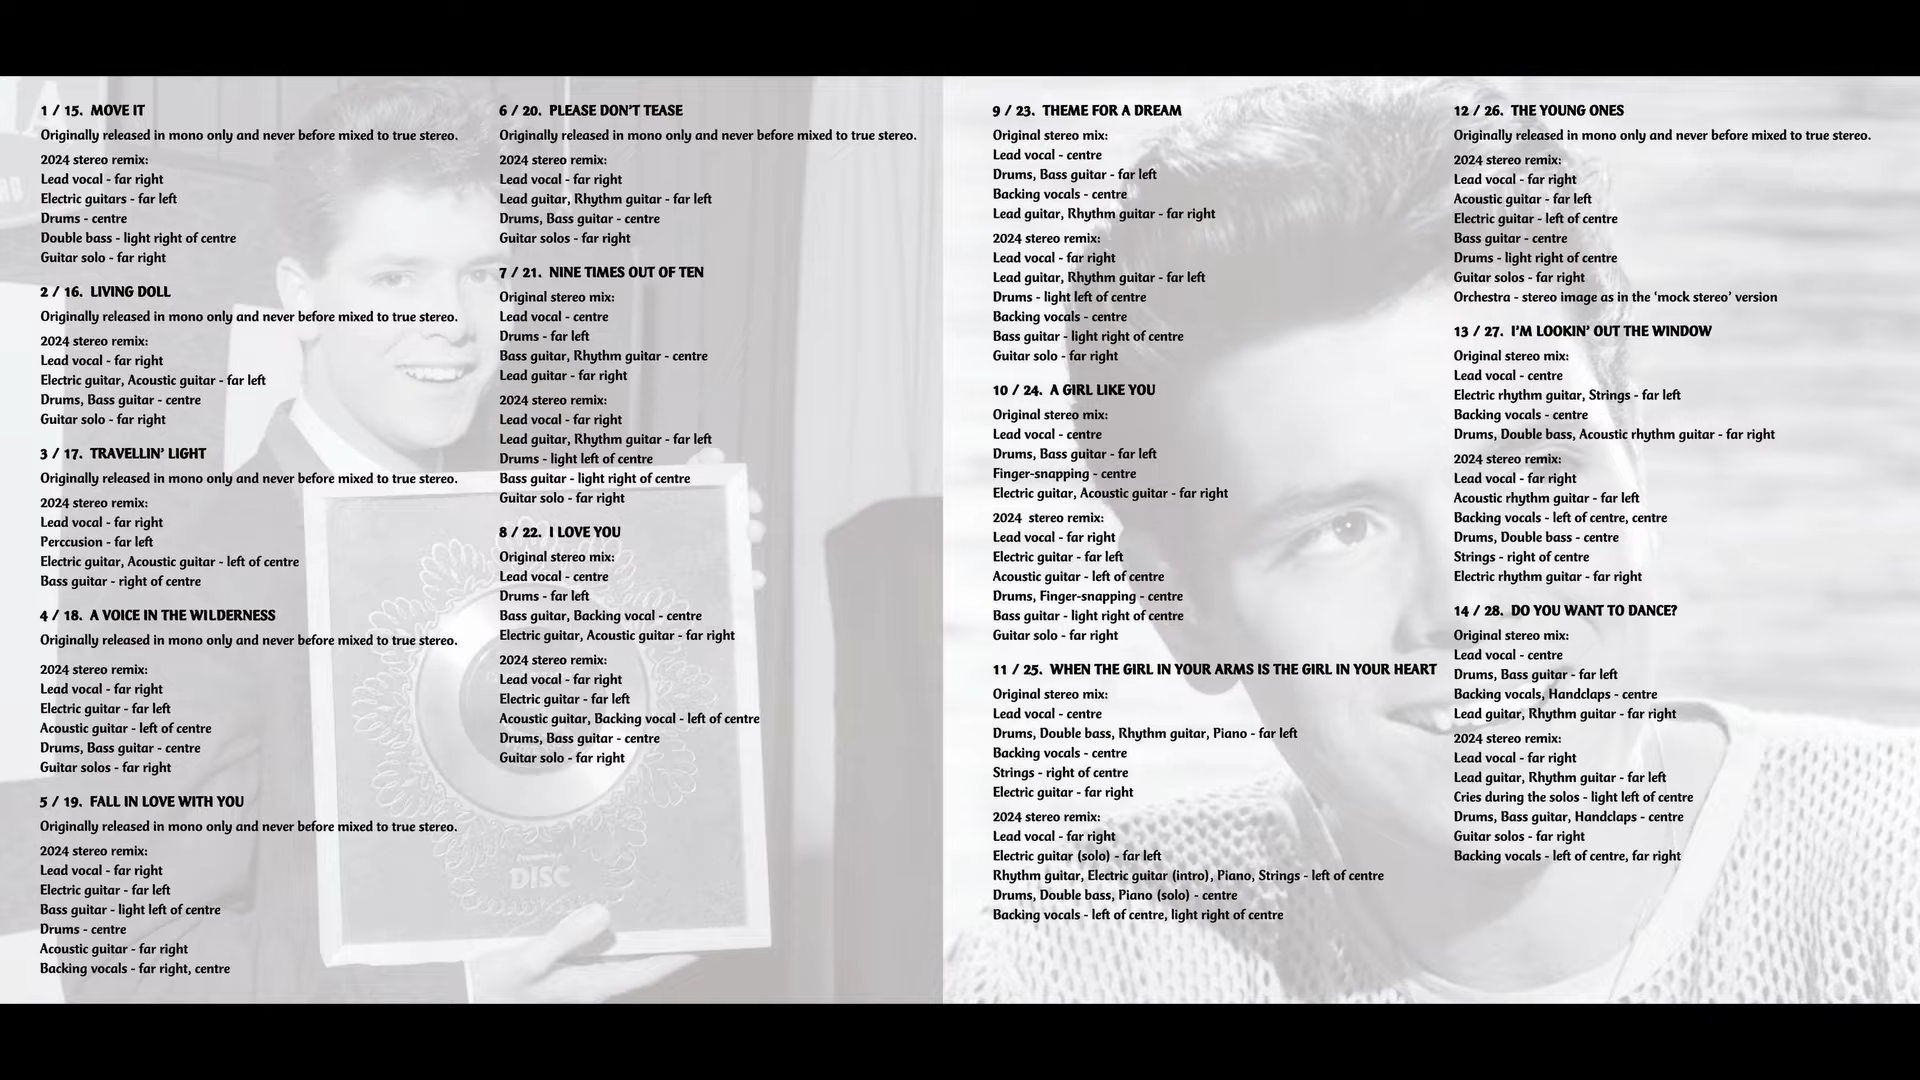 1 / 15. MOVE IT
Originally released in mono only and never before mixed to true stereo.
2024 stereo remix:
Lead vocal - far right
Electric guitars - far left
Drums - centre
Double bass - light right of centre
Guitar solo - far right
2 / 16. LIVING DOLL
Originally released in mono only and never before mixed to true stereo.
2024 stereo remix:
Lead vocal - far right
Electric guitar, Acoustic guitar - far left
Drums, Bass guitar - centre
Guitar solo - far right
3 / 17. TRAVELLIN' LIGHT
Originally released in mono only and never before mixed to true stereo.
2024 stereo remix:
Lead vocal - far right
Perccusion - far left
Electric guitar, Acoustic guitar - left of centre
Bass guitar - right of centre
4 / 18. A VOICE IN THE WILDERNESS
Originally released in mono only and never before mixed to true stereo.
2024 stereo remix:
Lead vocal - far right
Electric guitar - far left
Acoustic guitar - left of centre
Drums, Bass guitar - centre
Guitar solos - far right
5 / 19. FALL IN LOVE WITH YOU
Originally released in mono only and never before mixed to true stereo.
2024 stereo remix:
Lead vocal - far right
Electric guitar - far left
Bass guitar - light left of centre
Drums - centre
Acoustic guitar - far right
Backing vocals - far right, centre
6 / 20. PLEASE DON'T TEASE
Originally released in mono only and never before mixed to true stereo.
2024 stereo remix:
Lead vocal - far right
Lead guitar, Rhythm guitar - far left
Drums, Bass guitar - centre
Guitar solos - far right
7 / 21. NINE TIMES OUT OF TEN
Original stereo mix:
Lead vocal - centre
Drums - far left
Bass guitar, Rhythm guitar - centre
Lead guitar - far right
2024 stereo remix:
Lead vocal - far right
Lead guitar, Rhythm guitar - far left
Drums - light left of centre
Bass guitar - light right of centre
Guitar solo - far right
8 / 22. I LOVE YOU
Original stereo mix:
Lead vocal - centre
Drums - far left
Bass guitar, Backing vocal - centre
Electric guitar, Acoustic guitar - far right
2024 stereo remix:
Lead vocal - far right
Electric guitar - far left
Acoustic guitar, Backing vocal - left of centre
Drums, Bass guitar - centre
Guitar solo - far right
DISC
9 / 23. THEME FOR A DREAM
Original stereo mix:
Lead vocal - centre
Drums, Bass guitar - far left
Backing vocals - centre
Lead guitar, Rhythm guitar - far right
2024 stereo remix:
Lead vocal - far right
Lead guitar, Rhythm guitar - far left
Drums - light left of centre
Backing vocals - centre
Bass guitar - light right of centre
Guitar solo - far right
10 / 24. A GIRL LIKE YOU
Original stereo mix:
Lead vocal - centre
Drums, Bass guitar - far left
Finger-snapping - centre
Electric guitar, Acoustic guitar - far right
2024 stereo remix:
Lead vocal - far right
Electric guitar - far left
Acoustic guitar - left of centre
Drums, Finger-snapping - centre
Bass guitar - light right of centre
Guitar solo - far right
11 / 25. WHEN THE GIRL IN YOUR ARMS IS THE GIRL IN YOUR HEART
Original stereo mix:
Lead vocal - centre
Drums, Double bass, Rhythm guitar, Piano - far left
Backing vocals - centre
Strings - right of centre
Electric guitar - far right
2024 stereo remix:
Lead vocal - far right
Electric guitar (solo) - far left
Rhythm guitar, Electric guitar (intro), Piano, Strings - left of centre
Drums, Double bass, Piano (solo) - centre
Backing vocals - left of centre, light right of centre
12 / 26. THE YOUNG ONES
Originally released in mono only and never before mixed to true stereo.
2024 stereo remix:
Lead vocal - far right
Acoustic guitar - far left
Electric guitar - left of centre
Bass guitar - centre
Drums - light right of centre
Guitar solos - far right
Orchestra - stereo image as in the 'mock stereo' version
13 / 27. I'M LOOKIN' OUT THE WINDOW
Original stereo mix:
Lead vocal - centre
Electric rhythm guitar, Strings - far left
Backing vocals - centre
Drums, Double bass, Acoustic rhythm guitar - far right
2024 stereo remix:
Lead vocal - far right
Acoustic rhythm guitar - far left
Backing vocals - left of centre, centre
Drums, Double bass - centre
Strings - right of centre
Electric rhythm guitar - far right
14 / 28. DO YOU WANT TO DANCE?
Original stereo mix:
Lead vocal - centre
Drums, Bass guitar - far left
Backing vocals, Handclaps - centre
Lead guitar, Rhythm guitar - far right
2024 stereo remix:
Lead vocal - far right
Lead guitar, Rhythm guitar - far left
Cries during the solos - light left of centre
Drums, Bass guitar, Handclaps - centre
Guitar solos - far right
Backing vocals - left of centre, far right